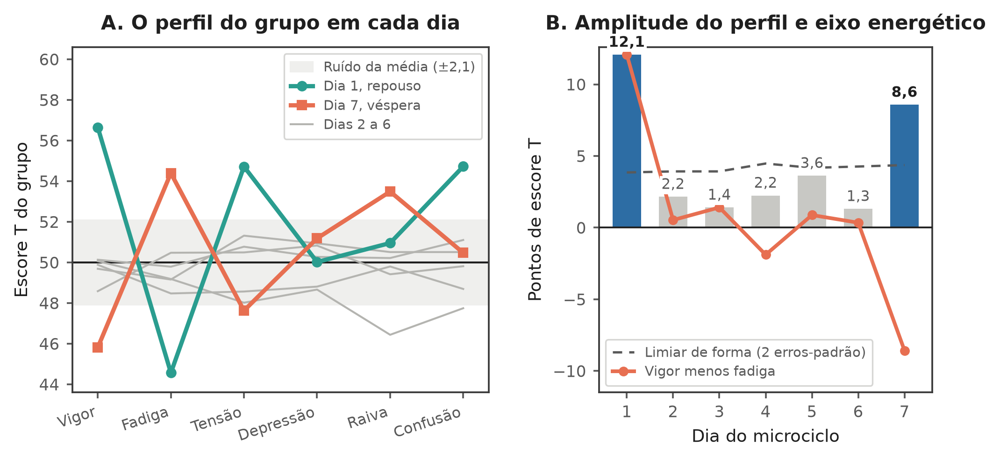 A. O perfil do grupo em cada dia
Escore T do grupo
60
58
56
54
52
50
48
46
44
Ruído da média (±2,1)
Dia 1, repouso
Dia 7, véspera
Dias 2 a 6
Vigor
Fadiga
Tensão
Depressão
Raiva
Confusão
B. Amplitude do perfil e eixo energético
Pontos de escore T
10
5
0
−5
−10
12,1
2,2
1,4
2,2
3,6
1,3
8,6
Limiar de forma (2 erros-padrão)
Vigor menos fadiga
1
2
3
4
5
6
7
Dia do microciclo